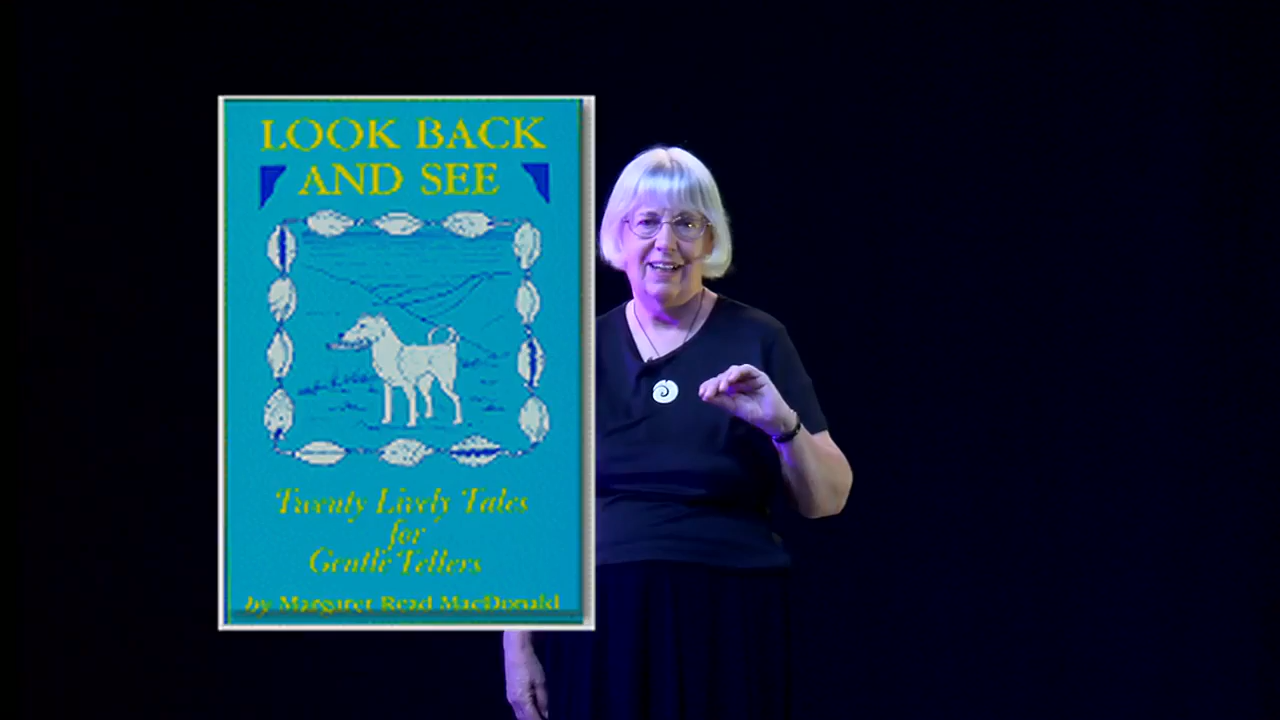 LOOK BACK
AND SEE
Twenty Lively Tales
for
Gentle Tellers
by Margaret Read MacDonald